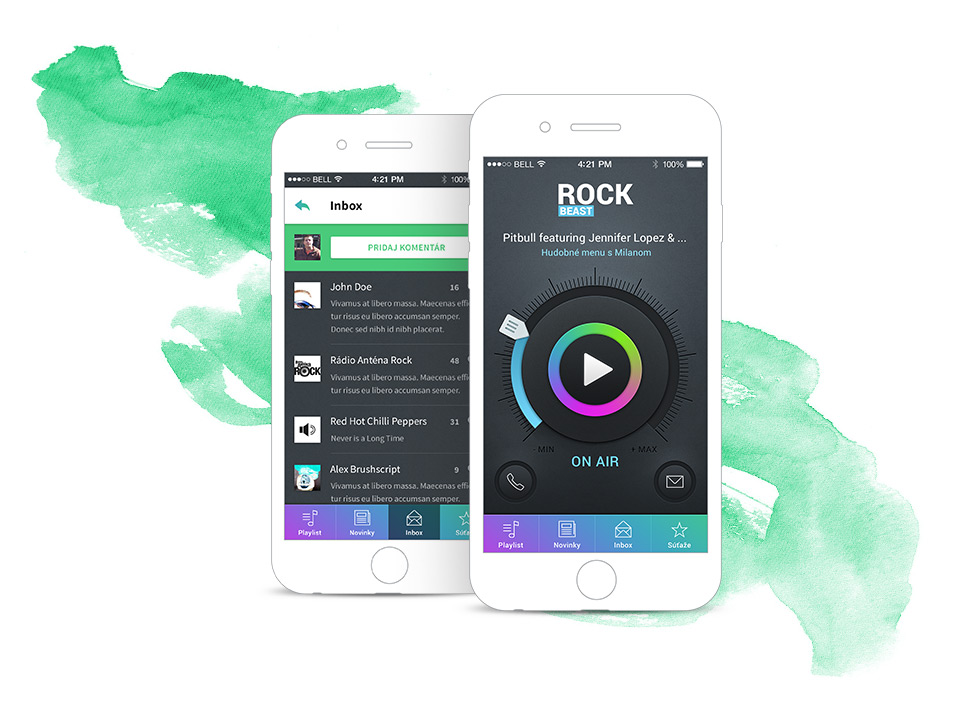 BELL
4:21 PM
100%
Inbox
PRIDAJ KOMENTÁR
John Doe
16
Vivamus at libero massa. Maecenas effi
tur risus eu libero accumsan semper.
Donec sed nibh id nibh placerat.
Rádio Anténa Rock
48
Vivamus at libero massa. Maecenas effi
tur risus eu libero accumsan semper.
ROCK
Red Hot Chilli Peppers
31
Never is a Long Time
Alex Brushscript
9
Vivamus at libero massa. Maecenas effi
tur risus eu libero accumsan semper.
Playlist
Novinky
Inbox
Súťa
BELL
4:21 PM
100%
ROCK
BEAST
Pitbull featuring Jennifer Lopez & ...
Hudobné menu s Milanom
- MIN
+ MAX
ON AIR
Playlist
Novinky
Inbox
Súťaže